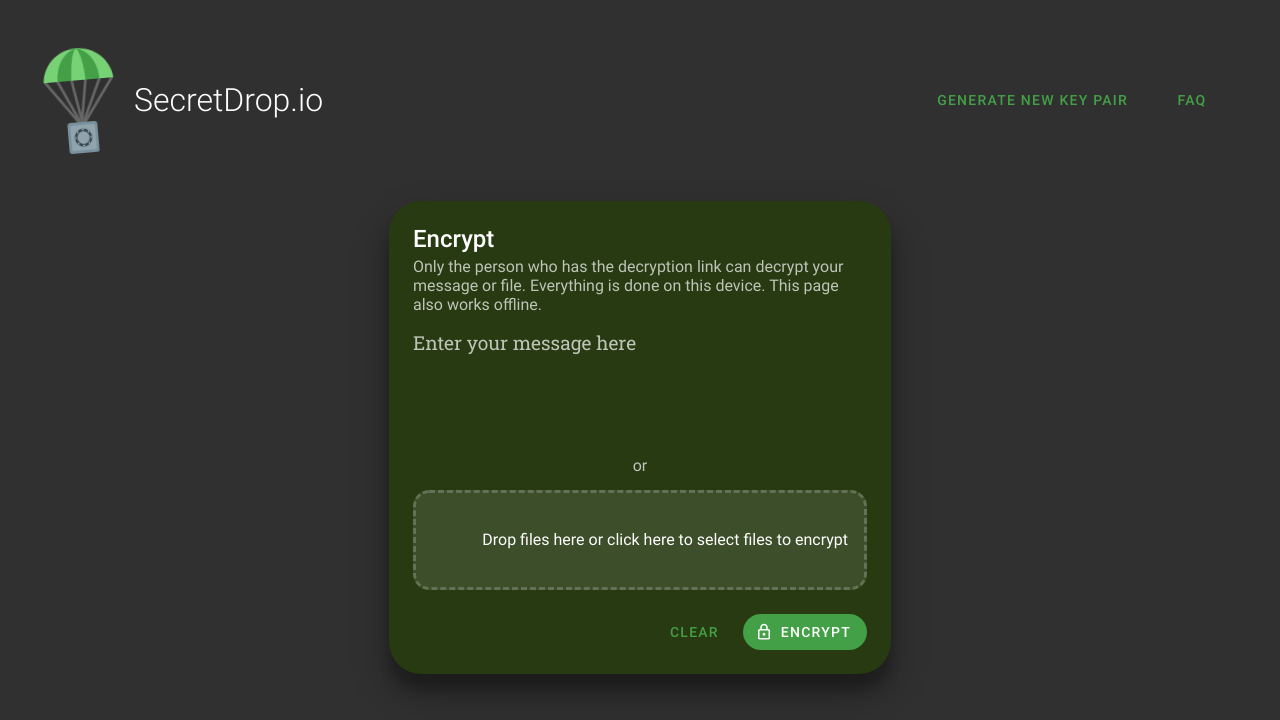 SecretDrop.io
GENERATE NEW KEY PAIR
FAQ
Encrypt
Only the person who has the decryption link can decrypt your
message or file. Everything is done on this device. This page
also works offline.
Enter your message here
or
Drop files here or click here to select files to encrypt
CLEAR
ENCRYPT